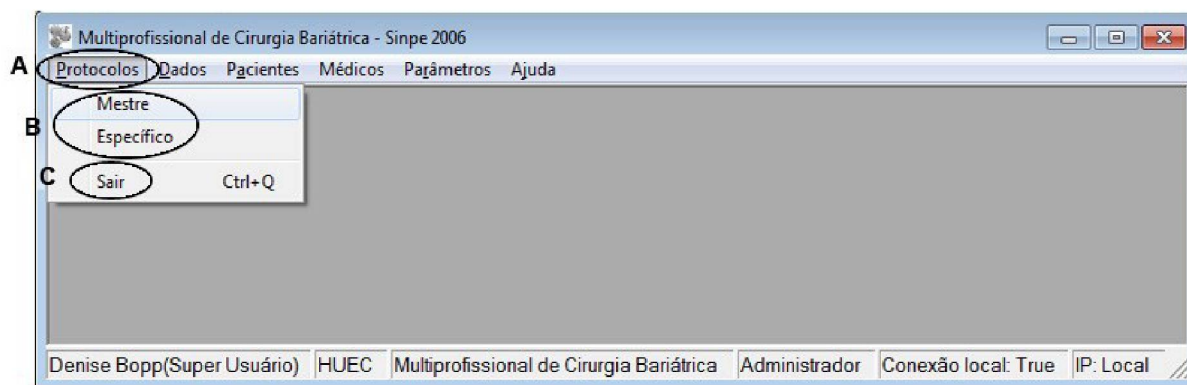 Multiprofissional de Cirurgia Bariátrica - Sinpe 2006
A Protocolos Dados Pacientes Médicos Parâmetros Ajuda
Mestre
B
Específico
C Sair Ctrl+Q
Denise Bopp(Super Usuário) HUEC Multiprofissional de Cirurgia Bariátrica Administrador Conexão local: True IP: Local